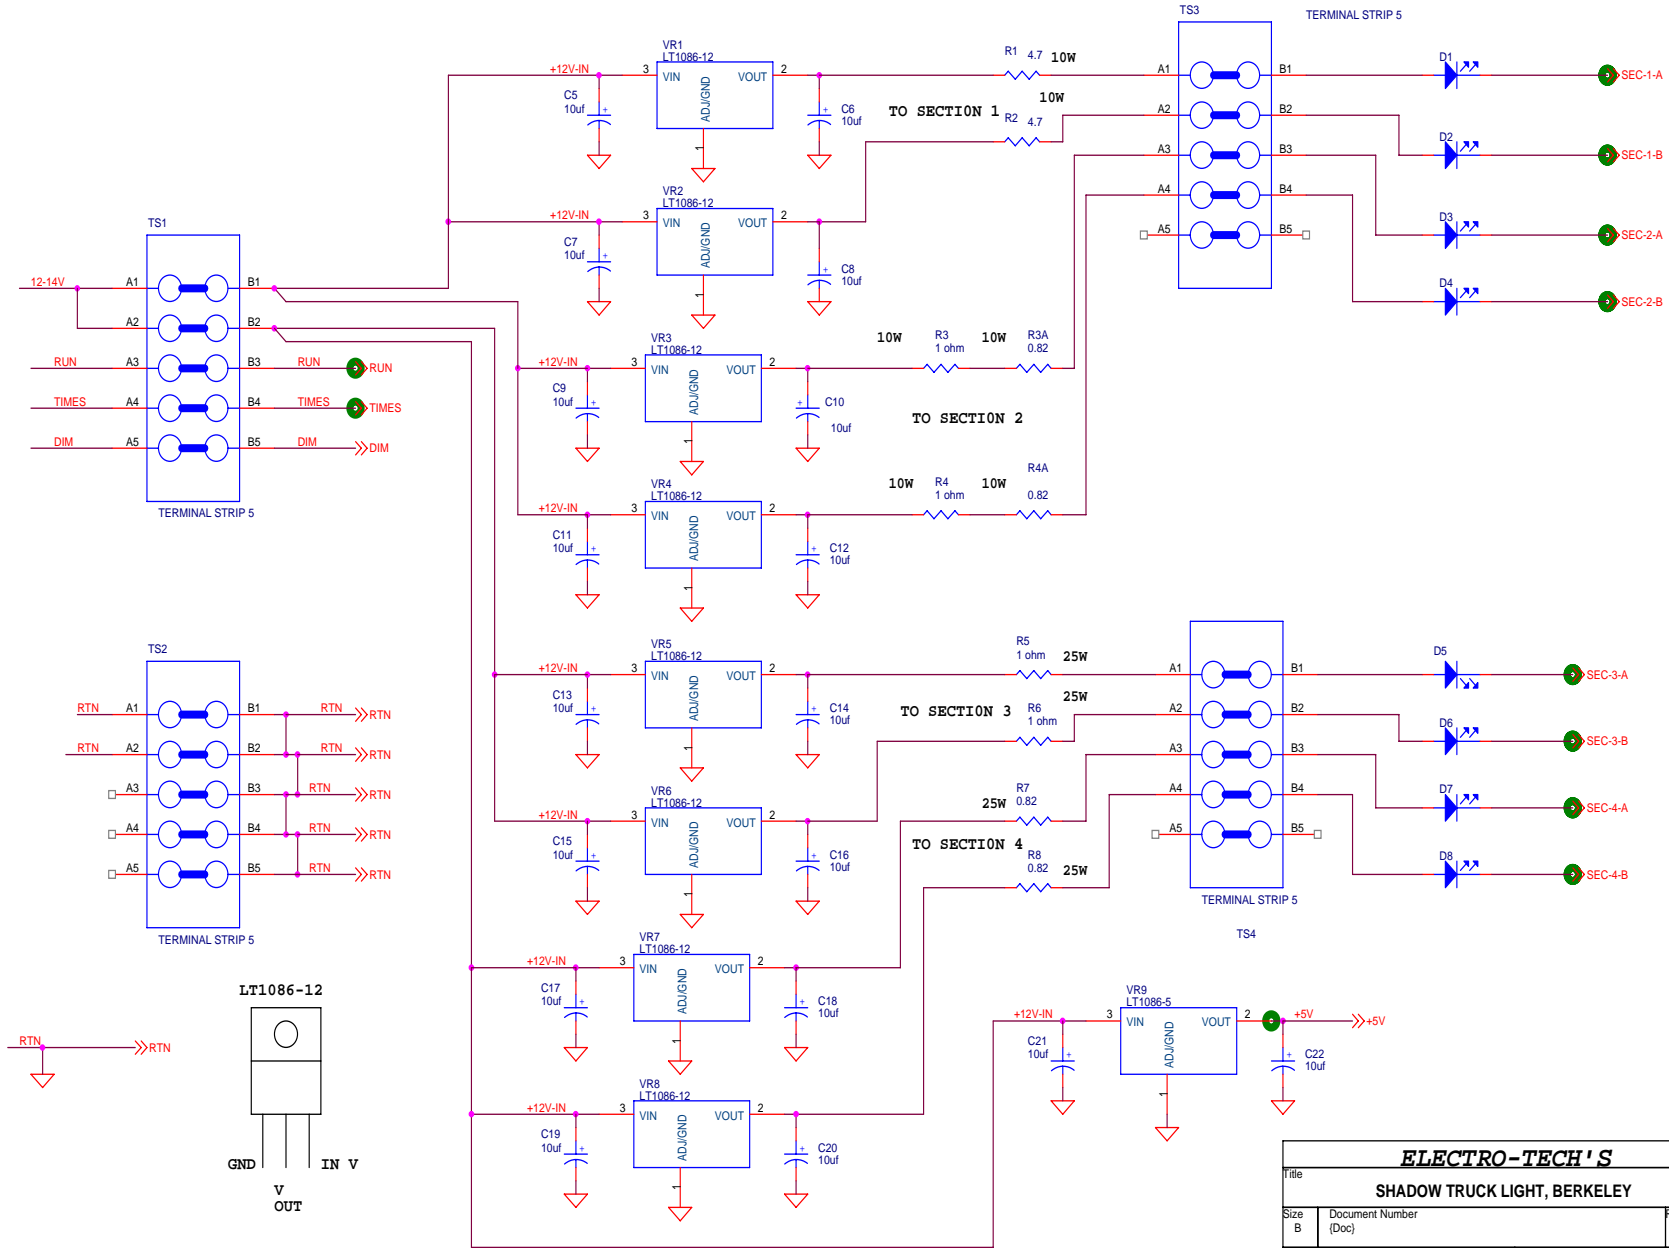 TS3
TERMINAL STRIP 5
VR1
LT1086-12
+12V-IN
3
VIN
VOUT
2
ADJ/GND
1
C5
10uf
+
C6
10uf
+
R1
4.7
10W
TO SECTION 1
10W
R2
4.7
A1
B1
A2
B2
A3
B3
A4
B4
A5
B5
D1
SEC-1-A
D2
SEC-1-B
D3
SEC-2-A
D4
SEC-2-B
VR2
LT1086-12
+12V-IN
3
VIN
VOUT
2
ADJ/GND
1
C7
10uf
+
C8
10uf
+
TS1
12-14V
A1
B1
A2
B2
RUN
A3
B3
RUN
RUN
TIMES
A4
B4
TIMES
TIMES
DIM
A5
B5
DIM
DIM
TERMINAL STRIP 5
VR3
LT1086-12
+12V-IN
3
VIN
VOUT
2
ADJ/GND
1
C9
10uf
+
C10
10uf
+
10W
R3
1 ohm
10W
R3A
0.82
TO SECTION 2
VR4
LT1086-12
+12V-IN
3
VIN
VOUT
2
ADJ/GND
1
C11
10uf
+
C12
10uf
+
10W
R4
1 ohm
10W
R4A
0.82
TS2
RTN
A1
B1
RTN
RTN
RTN
A2
B2
RTN
RTN
A3
B3
RTN
RTN
A4
B4
RTN
RTN
A5
B5
RTN
RTN
TERMINAL STRIP 5
VR5
LT1086-12
+12V-IN
3
VIN
VOUT
2
ADJ/GND
1
C13
10uf
+
C14
10uf
+
R5
1 ohm
25W
TO SECTION 3
R6
1 ohm
25W
A1
B1
A2
B2
A3
B3
A4
B4
A5
B5
TERMINAL STRIP 5
TS4
D5
SEC-3-A
D6
SEC-3-B
D7
SEC-4-A
D8
SEC-4-B
VR6
LT1086-12
+12V-IN
3
VIN
VOUT
2
ADJ/GND
1
C15
10uf
+
C16
10uf
+
25W
R7
0.82
TO SECTION 4
R8
0.82
25W
VR7
LT1086-12
+12V-IN
3
VIN
VOUT
2
ADJ/GND
1
C17
10uf
+
C18
10uf
+
LT1086-12
GND
IN V
V
OUT
RTN
RTN
VR8
LT1086-12
+12V-IN
3
VIN
VOUT
2
ADJ/GND
1
C19
10uf
+
C20
10uf
+
VR9
LT1086-5
+12V-IN
3
VIN
VOUT
2
+5V
+5V
ADJ/GND
1
C21
10uf
+
C22
10uf
+
ELECTRO-TECH'S
Title
SHADOW TRUCK LIGHT, BERKELEY
Size
B
Document Number
{Doc}